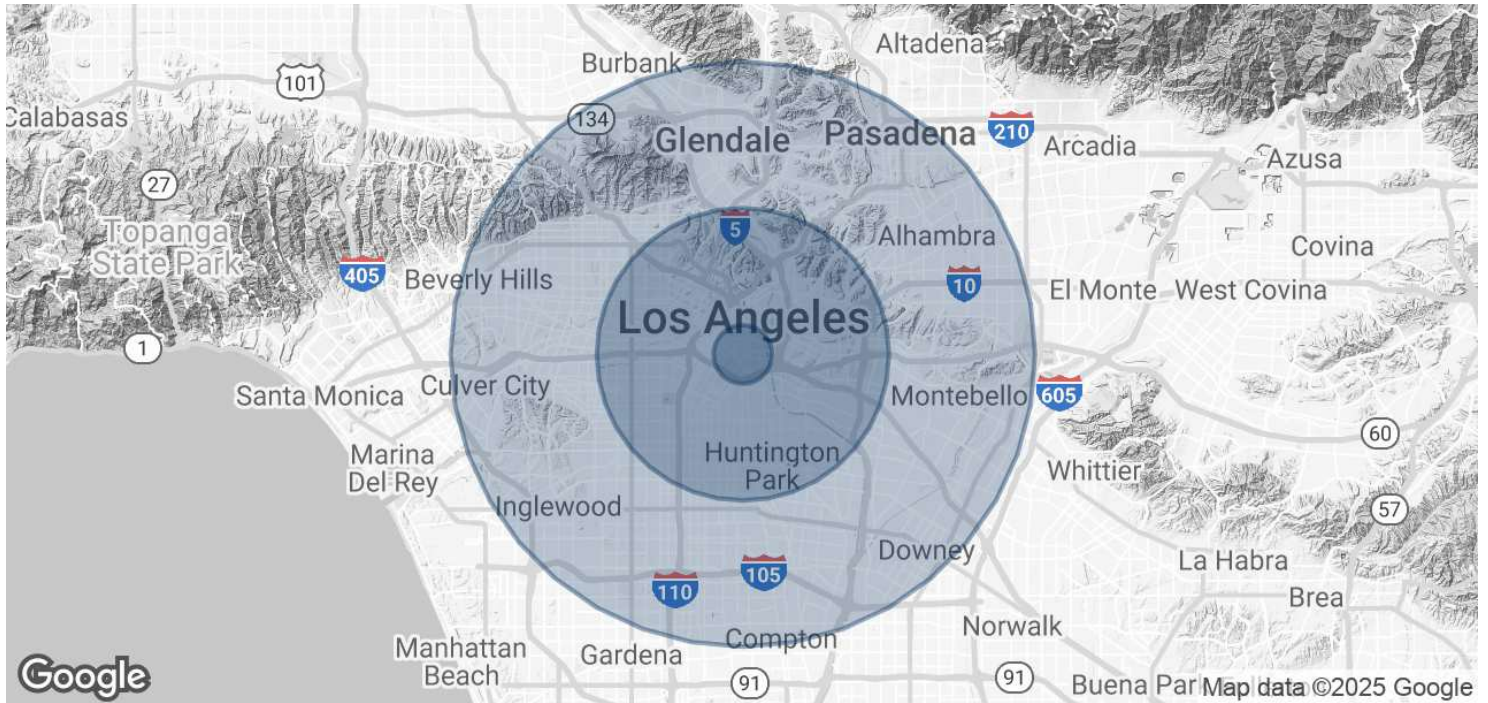 Altadena
Burbank
101
Calabasas
134
Glendale
Pasadena
210
Arcadia
Azusa
27
Topanga
State Park
5
Alhambra
Covina
405
Beverly Hills
10
El Monte
West Covina
Los Angeles
1
Santa Monica
Culver City
Montebello
605
60
Marina
Del Rey
Huntington
Park
Whittier
Inglewood
57
Downey
La Habra
110
105
Brea
Manhattan
Beach
Gardena
Compton
Norwalk
Google
91
91
Buena Park
Map data ©2025 Google